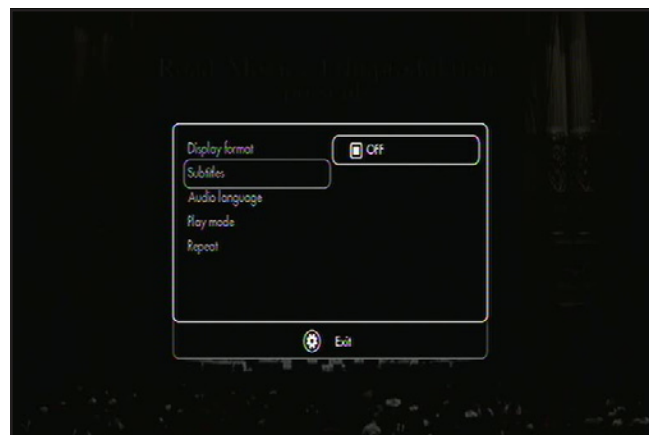 Display format
OFF
Subtitles
Audio language
Play mode
Repeat
Exit